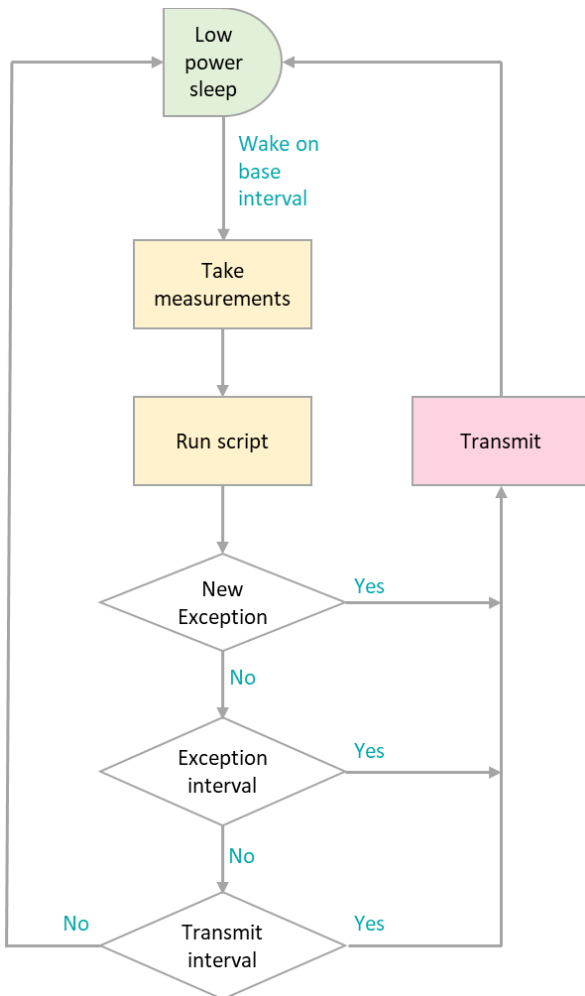 Low
power
sleep
Wake on
base
interval
Take
measurements
Run script
Transmit
New
Exception
Yes
No
Exception
interval
Yes
No
No
Transmit
interval
Yes